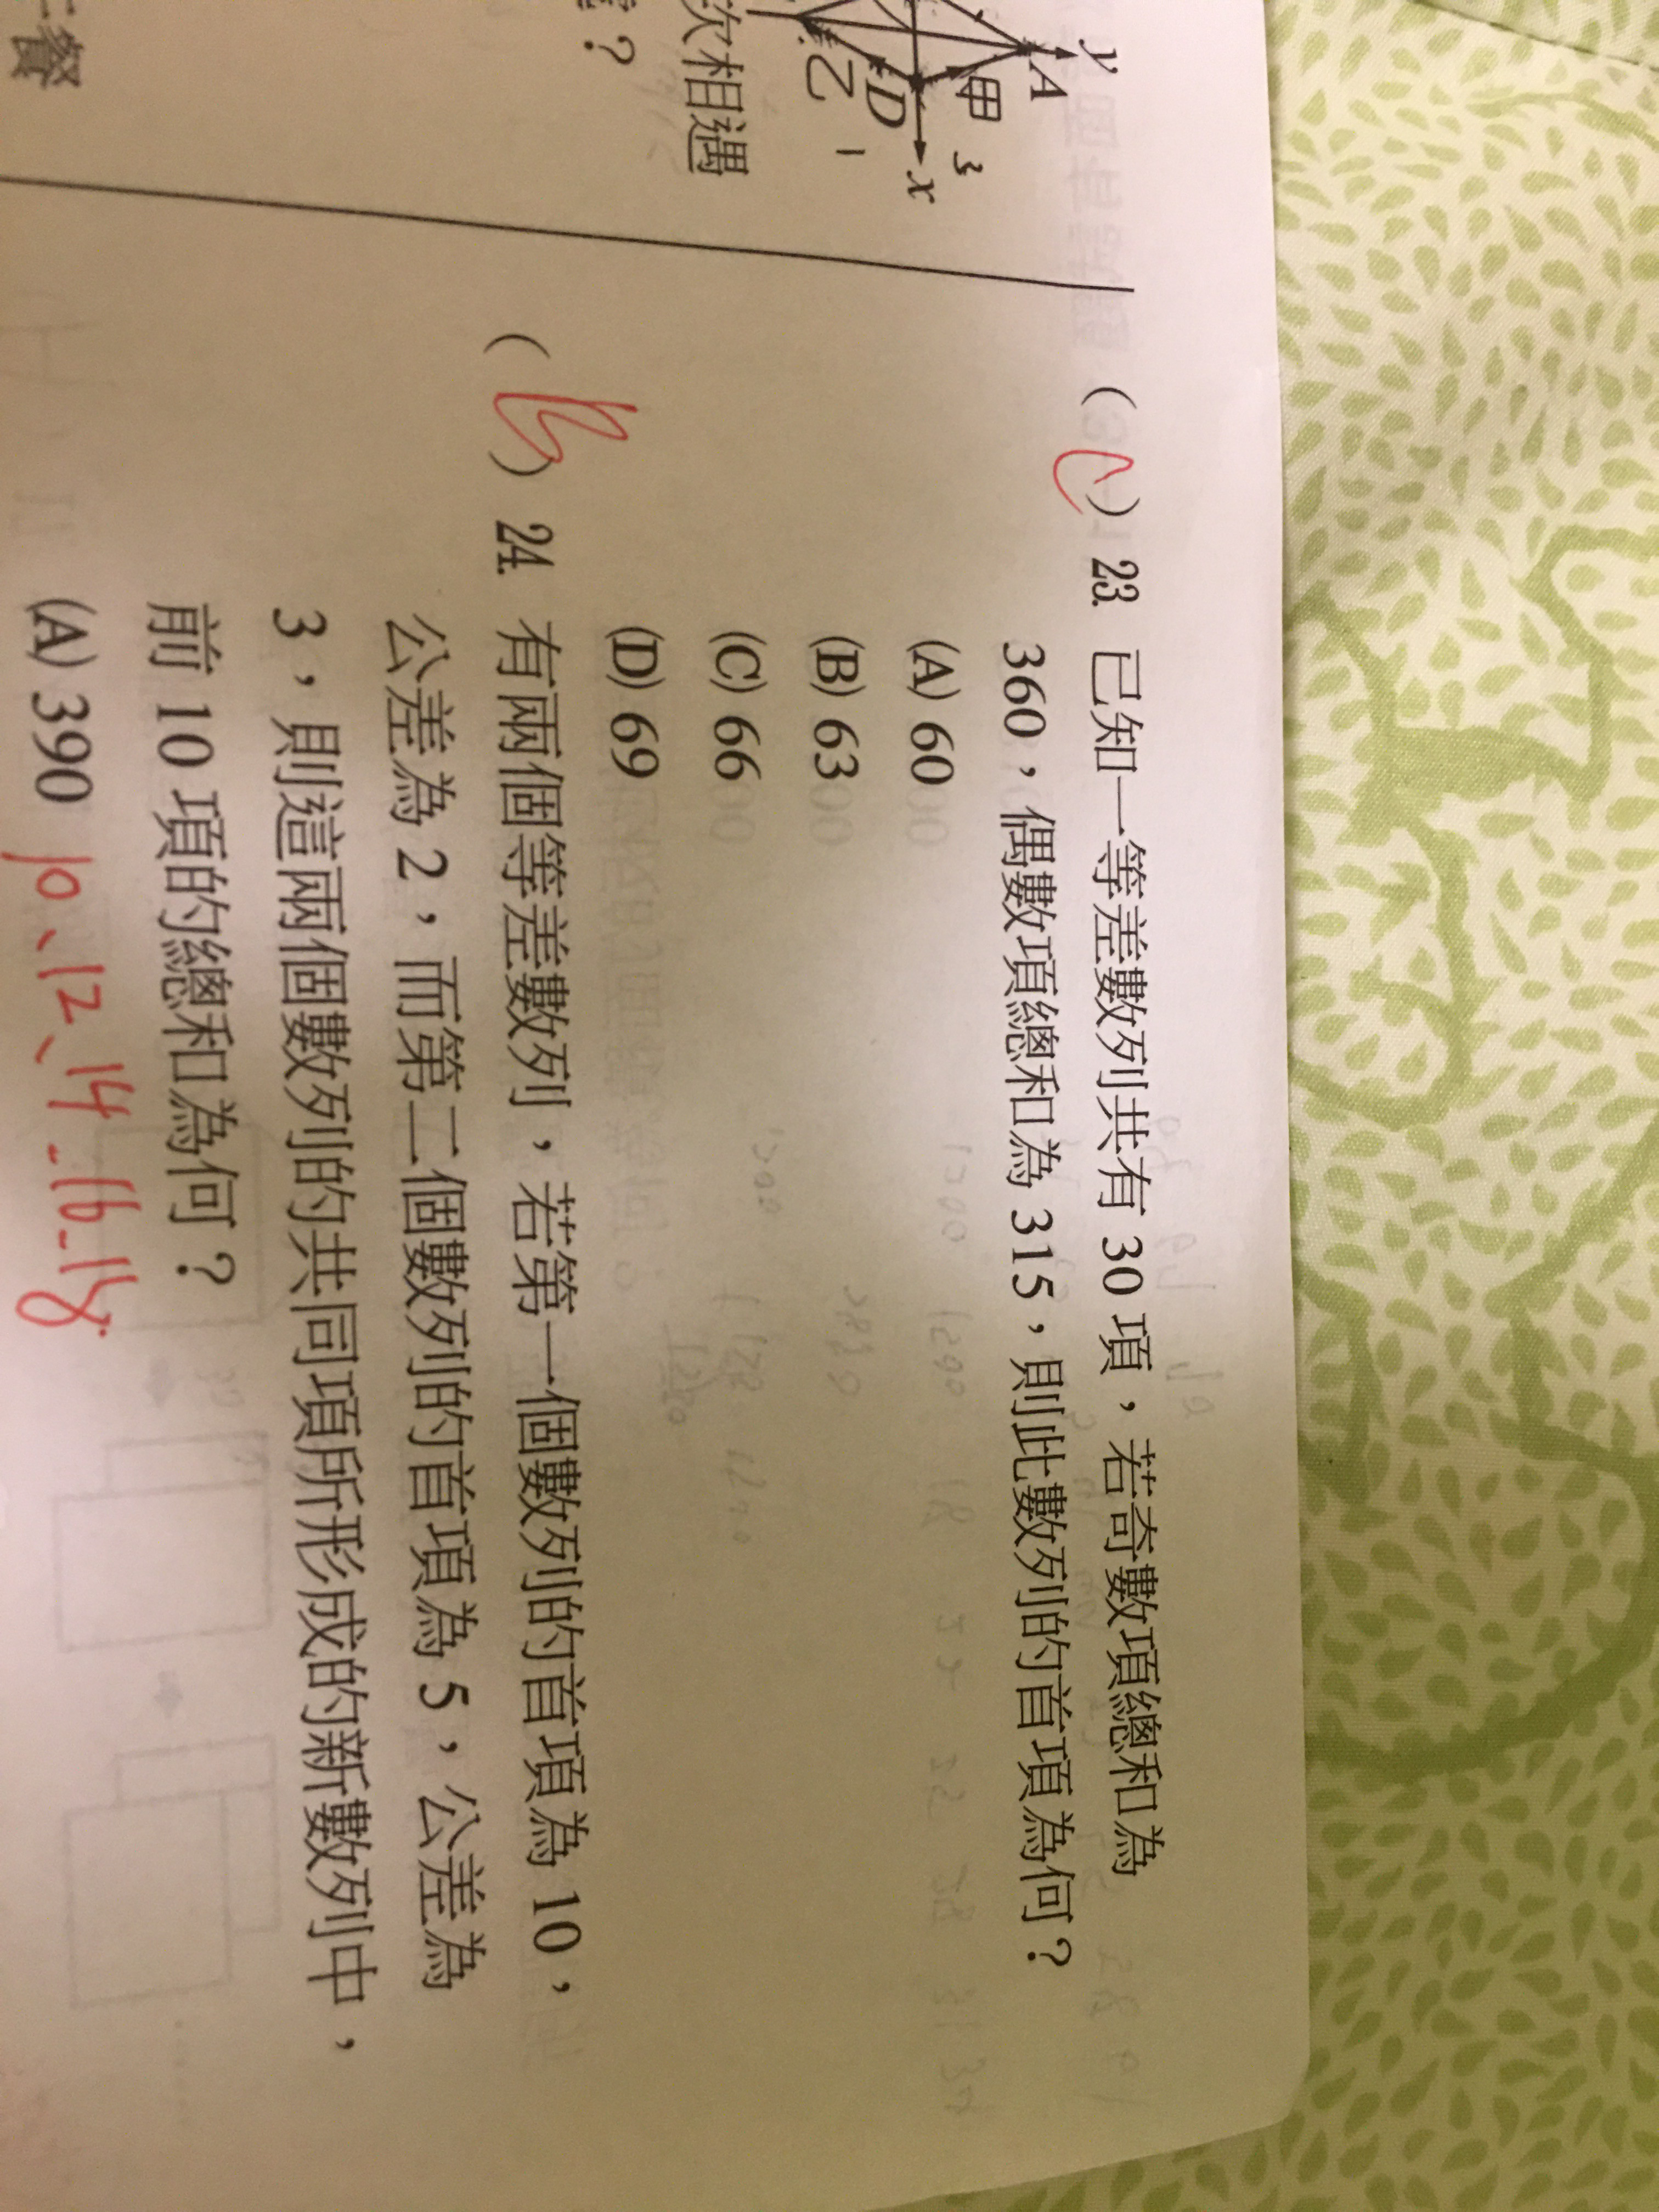 y
A
甲 3
D
x
乙 1
次相遇
？
餐
( C ) 23. 已知一等差數列共有 30 項，若奇數項總和為
360，偶數項總和為 315，則此數列的首項為何？
(A) 60
(B) 63
(C) 66
(D) 69
( B ) 24. 有兩個等差數列，若第一個數列的首項為 10，
公差為 2，而第二個數列的首項為 5，公差為
3，則這兩個數列的共同項所形成的新數列中，
前 10 項的總和為何？
(A) 390
10、12、14-16-18